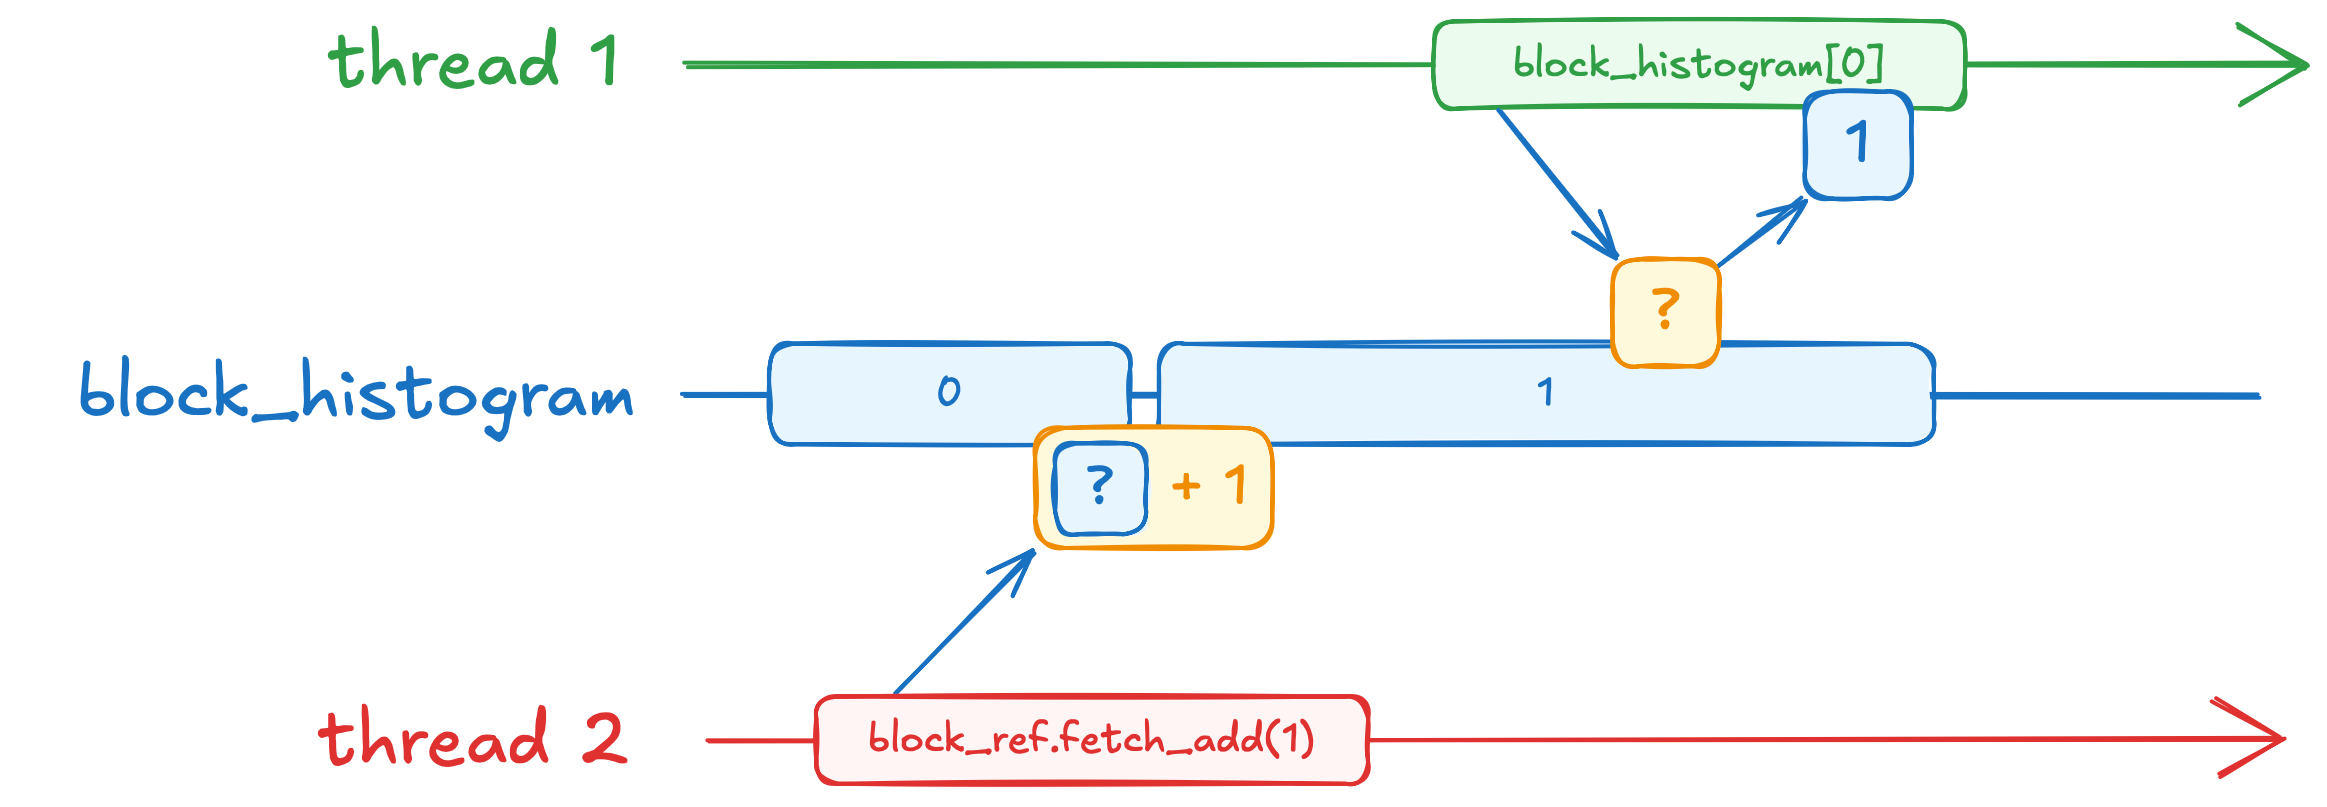 thread 1
block_histogram[0]
1
?
block_histogram
0
1
? + 1
thread 2
block_ref.fetch_add(1)